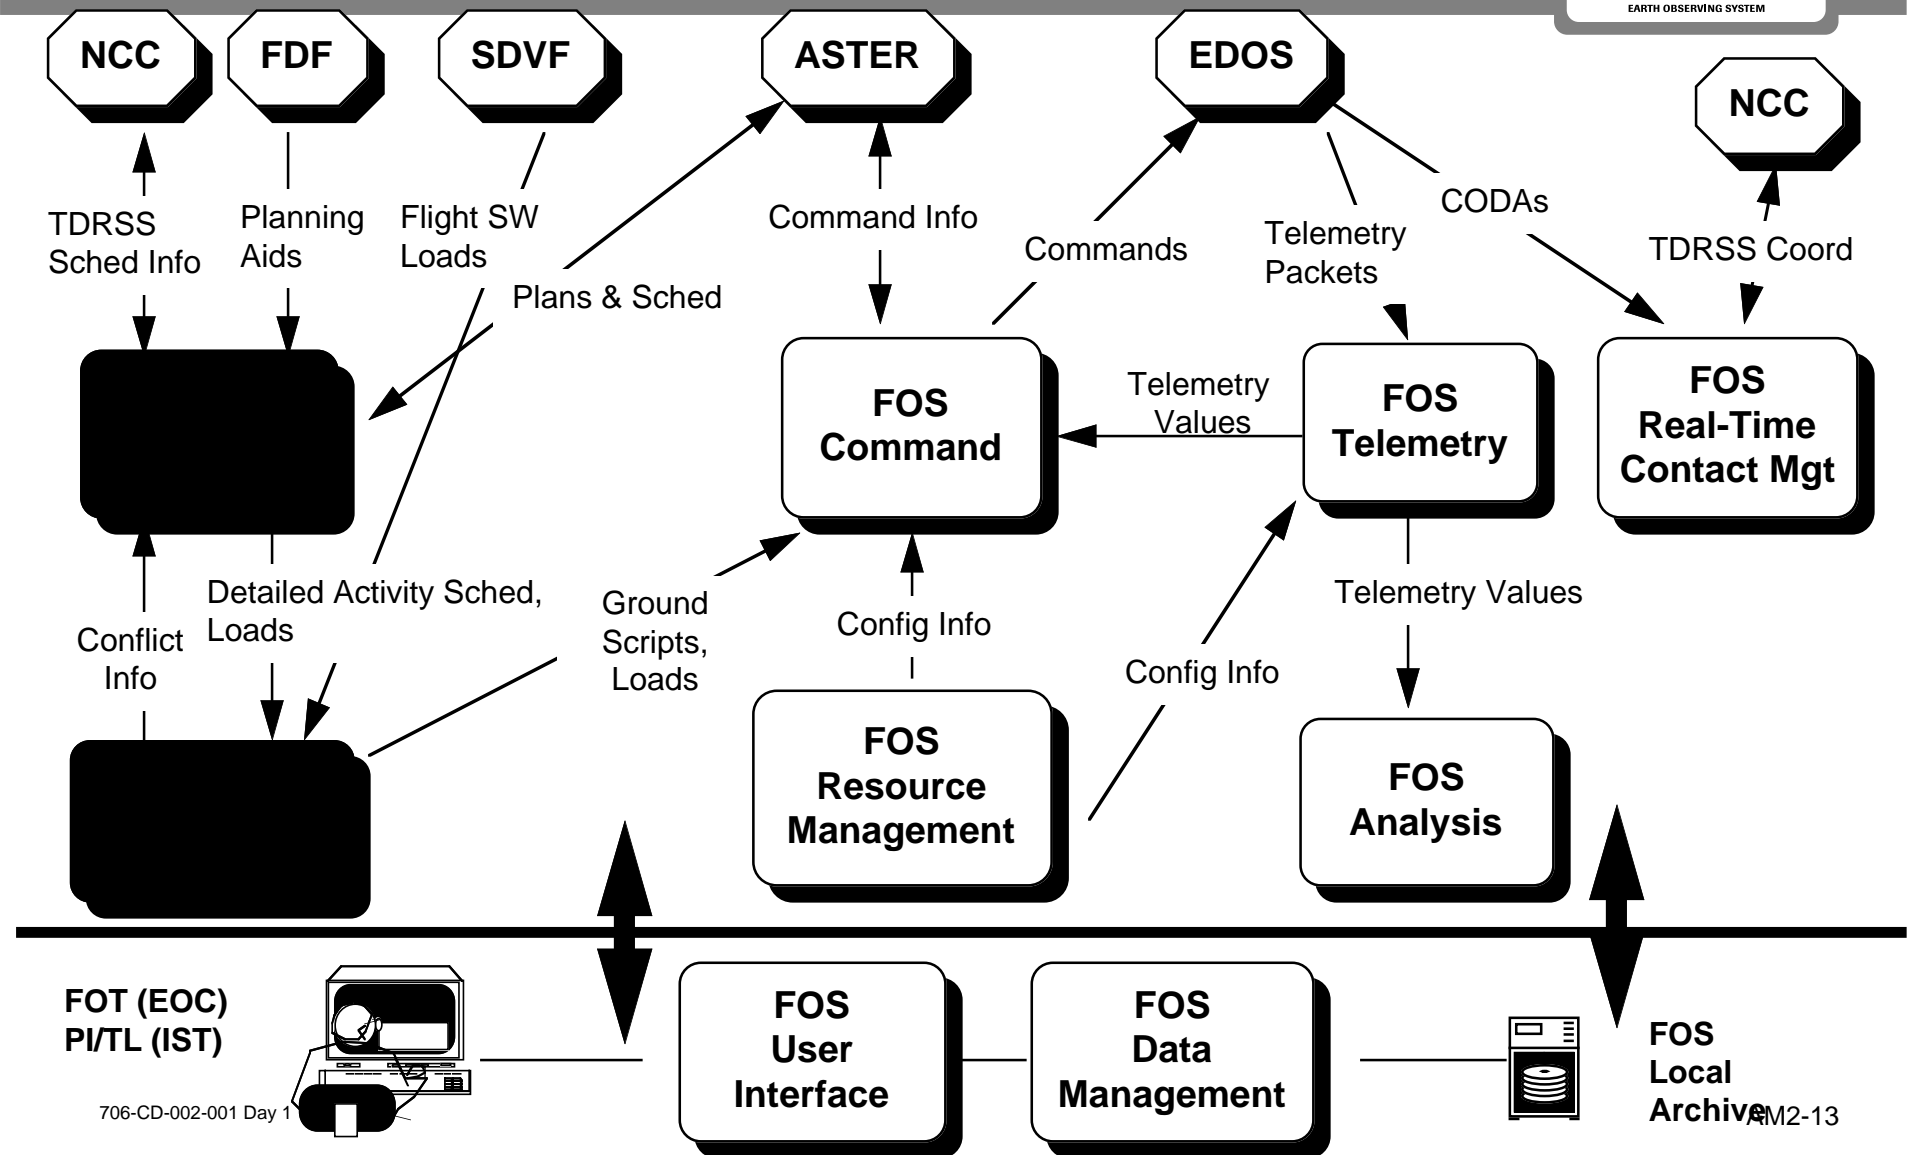 EARTH OBSERVING SYSTEM
NCC
FDF
SDVF
ASTER
EDOS
NCC
TDRSS
Sched Info
Planning
Aids
Flight SW
Loads
Plans & Sched
Command Info
Commands
Telemetry
Packets
CODAs
TDRSS Coord
FOS
Command
Telemetry
Values
FOS
Telemetry
FOS
Real-Time
Contact Mgt
Conflict
Info
Detailed Activity Sched,
Loads
Ground
Scripts,
Loads
Config Info
Config Info
Telemetry Values
FOS
Resource
Management
FOS
Analysis
FOT (EOC)
PI/TL (IST)
FOS
User
Interface
FOS
Data
Management
FOS
Local
Archive
706-CD-002-001 Day 1
AM2-13